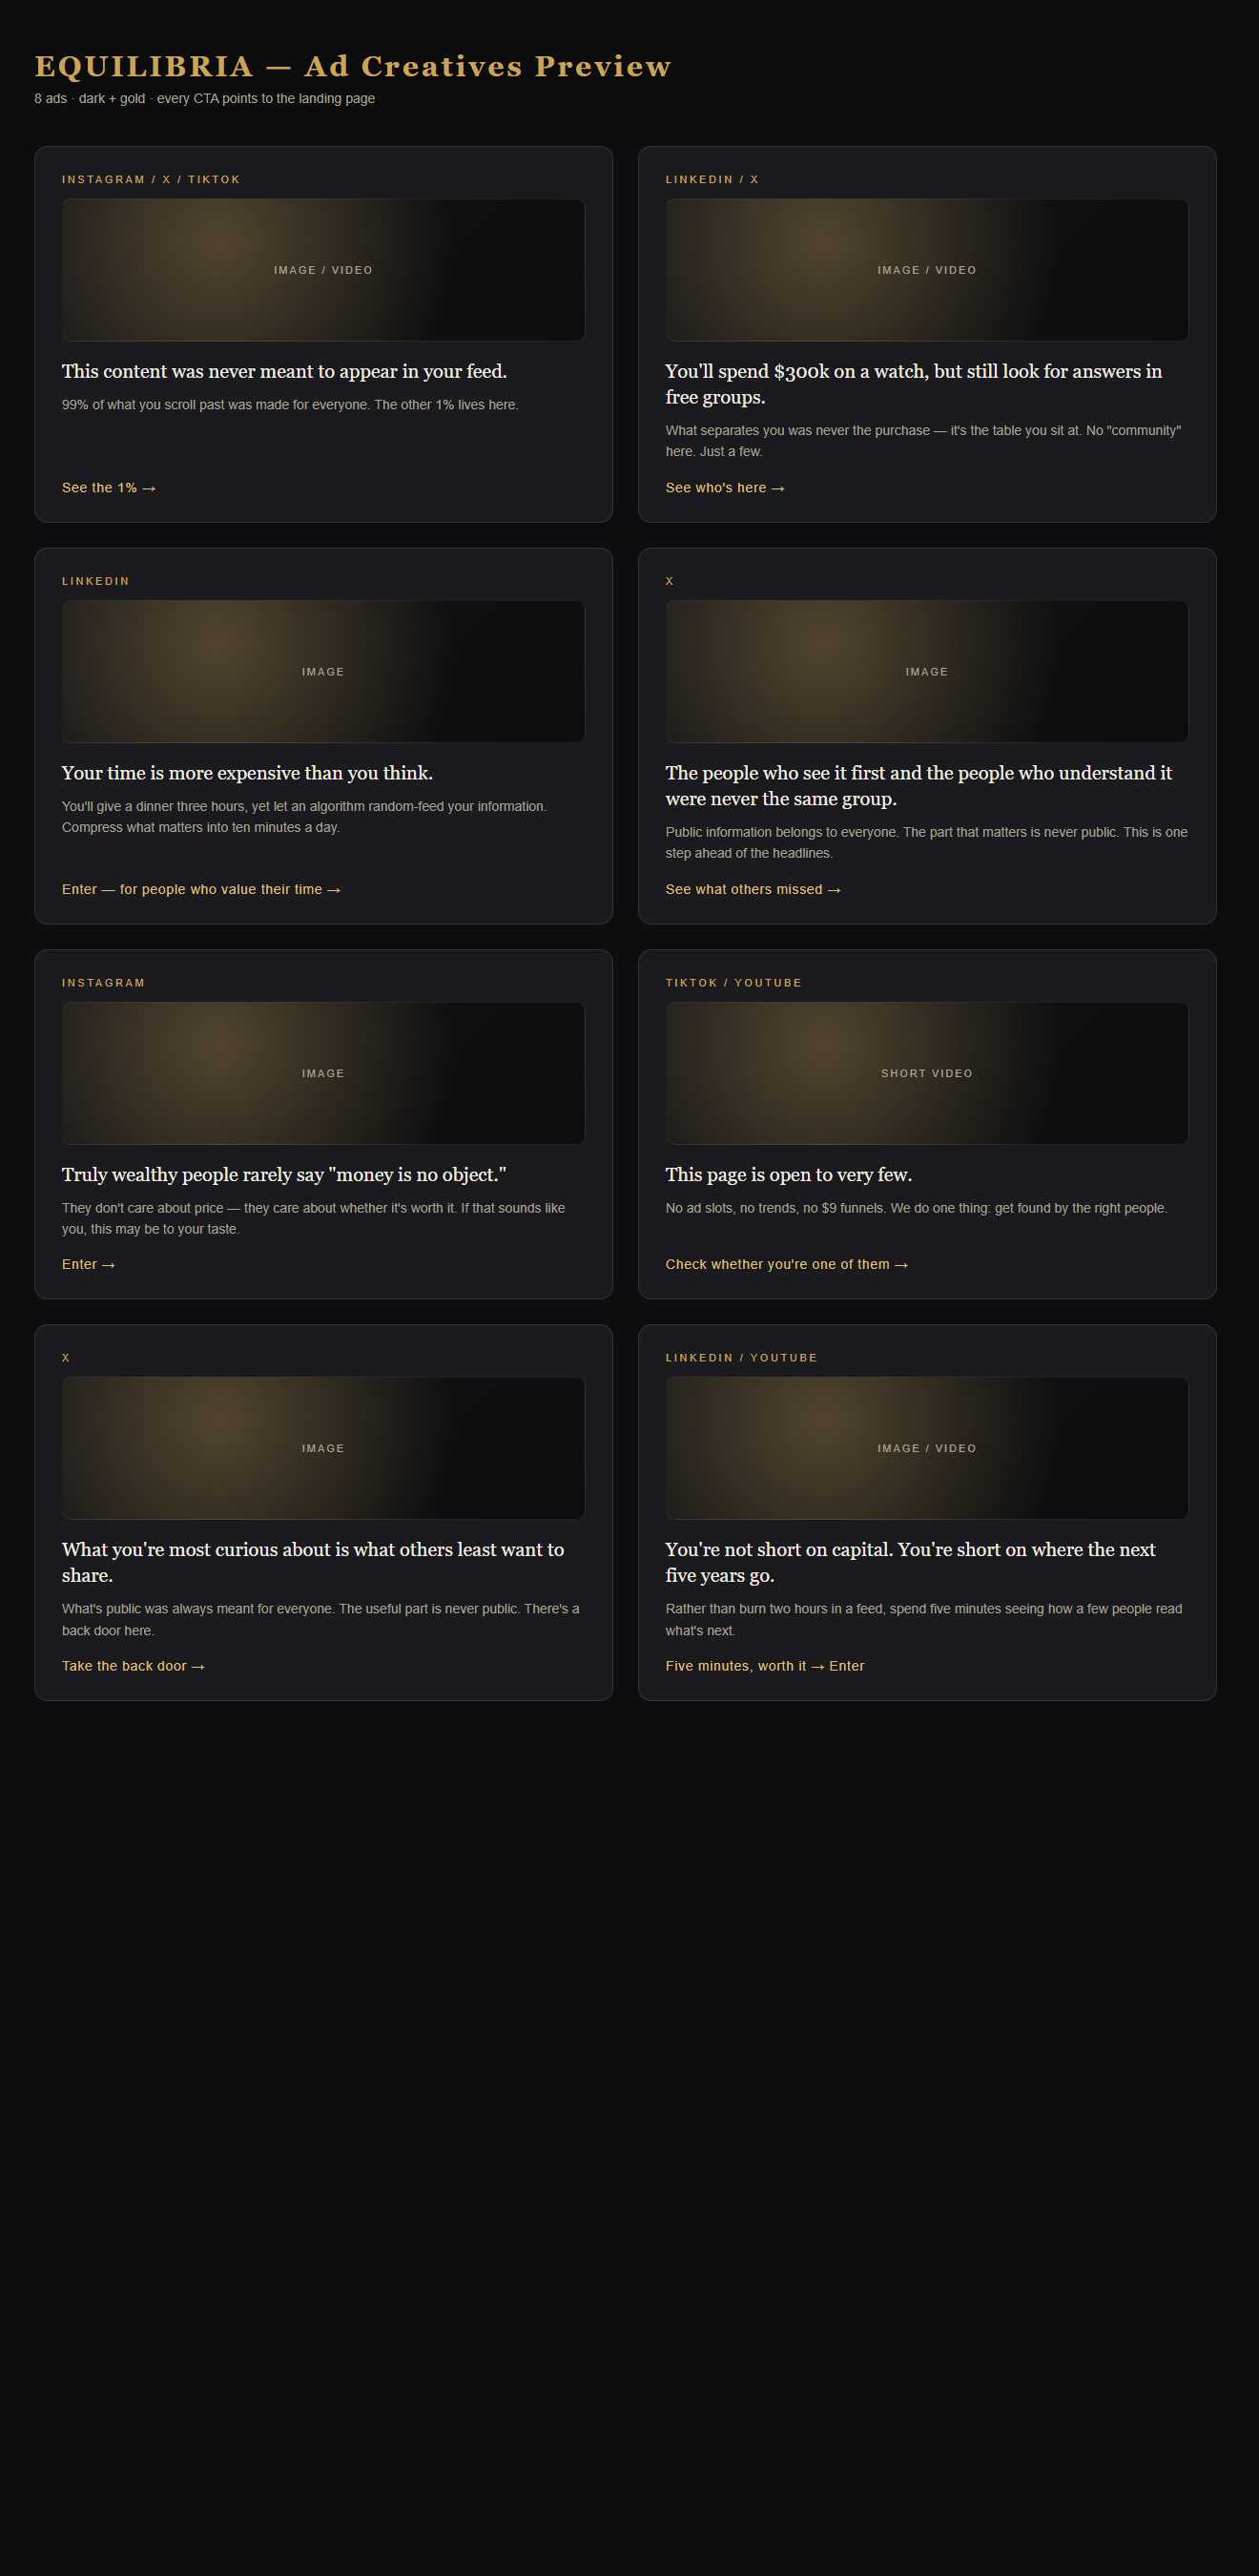 EQUILIBRIA — Ad Creatives Preview
8 ads · dark + gold · every CTA points to the landing page
INSTAGRAM / X / TIKTOK
IMAGE / VIDEO
This content was never meant to appear in your feed.
99% of what you scroll past was made for everyone. The other 1% lives here.
See the 1% →
LINKEDIN / X
IMAGE / VIDEO
You'll spend $300k on a watch, but still look for answers in
free groups.
What separates you was never the purchase — it's the table you sit at. No "community"
here. Just a few.
See who's here →
LINKEDIN
IMAGE
Your time is more expensive than you think.
You'll give a dinner three hours, yet let an algorithm random-feed your information.
Compress what matters into ten minutes a day.
Enter — for people who value their time →
X
IMAGE
The people who see it first and the people who understand it
were never the same group.
Public information belongs to everyone. The part that matters is never public. This is one
step ahead of the headlines.
See what others missed →
INSTAGRAM
IMAGE
Truly wealthy people rarely say "money is no object."
They don't care about price — they care about whether it's worth it. If that sounds like
you, this may be to your taste.
Enter →
TIKTOK / YOUTUBE
SHORT VIDEO
This page is open to very few.
No ad slots, no trends, no $9 funnels. We do one thing: get found by the right people.
Check whether you're one of them →
X
IMAGE
What you're most curious about is what others least want to
share.
What's public was always meant for everyone. The useful part is never public. There's a
back door here.
Take the back door →
LINKEDIN / YOUTUBE
IMAGE / VIDEO
You're not short on capital. You're short on where the next
five years go.
Rather than burn two hours in a feed, spend five minutes seeing how a few people read
what's next.
Five minutes, worth it → Enter